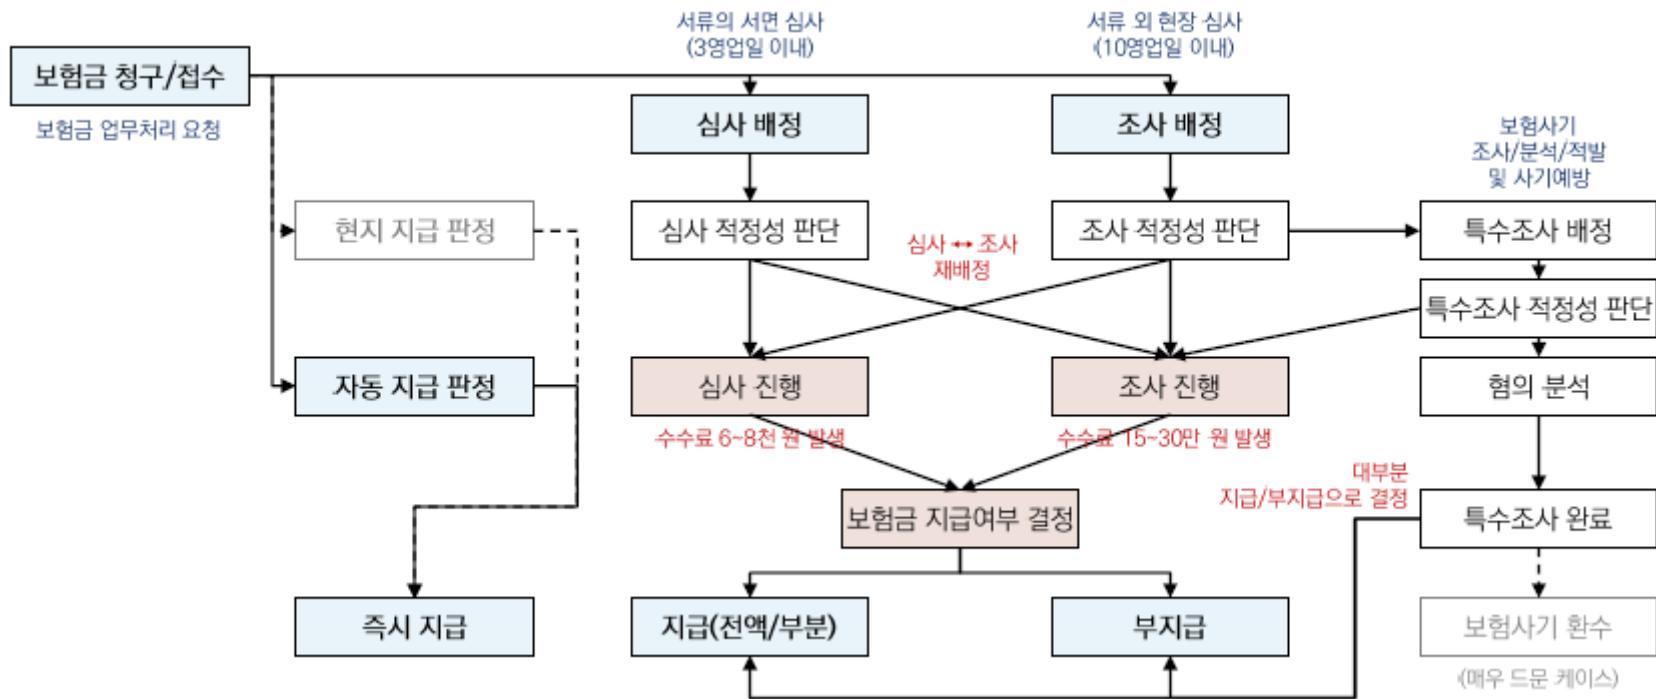 서류의 서면 심사
(3영업일 이내)
서류 외 현장 심사
(10영업일 이내)
보험금 청구/접수
보험금 업무처리 요청
심사 배정
조사 배정
보험사기
조사/분석/적발
및 사기예방
현지 지급 판정
심사 적정성 판단
심사 ↔ 조사
재배정
조사 적정성 판단
특수조사 배정
특수조사 적정성 판단
자동 지급 판정
심사 진행
조사 진행
혐의 분석
수수료 6~8천 원 발생
수수료 15~30만 원 발생
대부분
지급/부지급으로 결정
보험금 지급여부 결정
특수조사 완료
즉시 지급
지급(전액/부분)
부지급
보험사기 환수
(매우 드문 케이스)